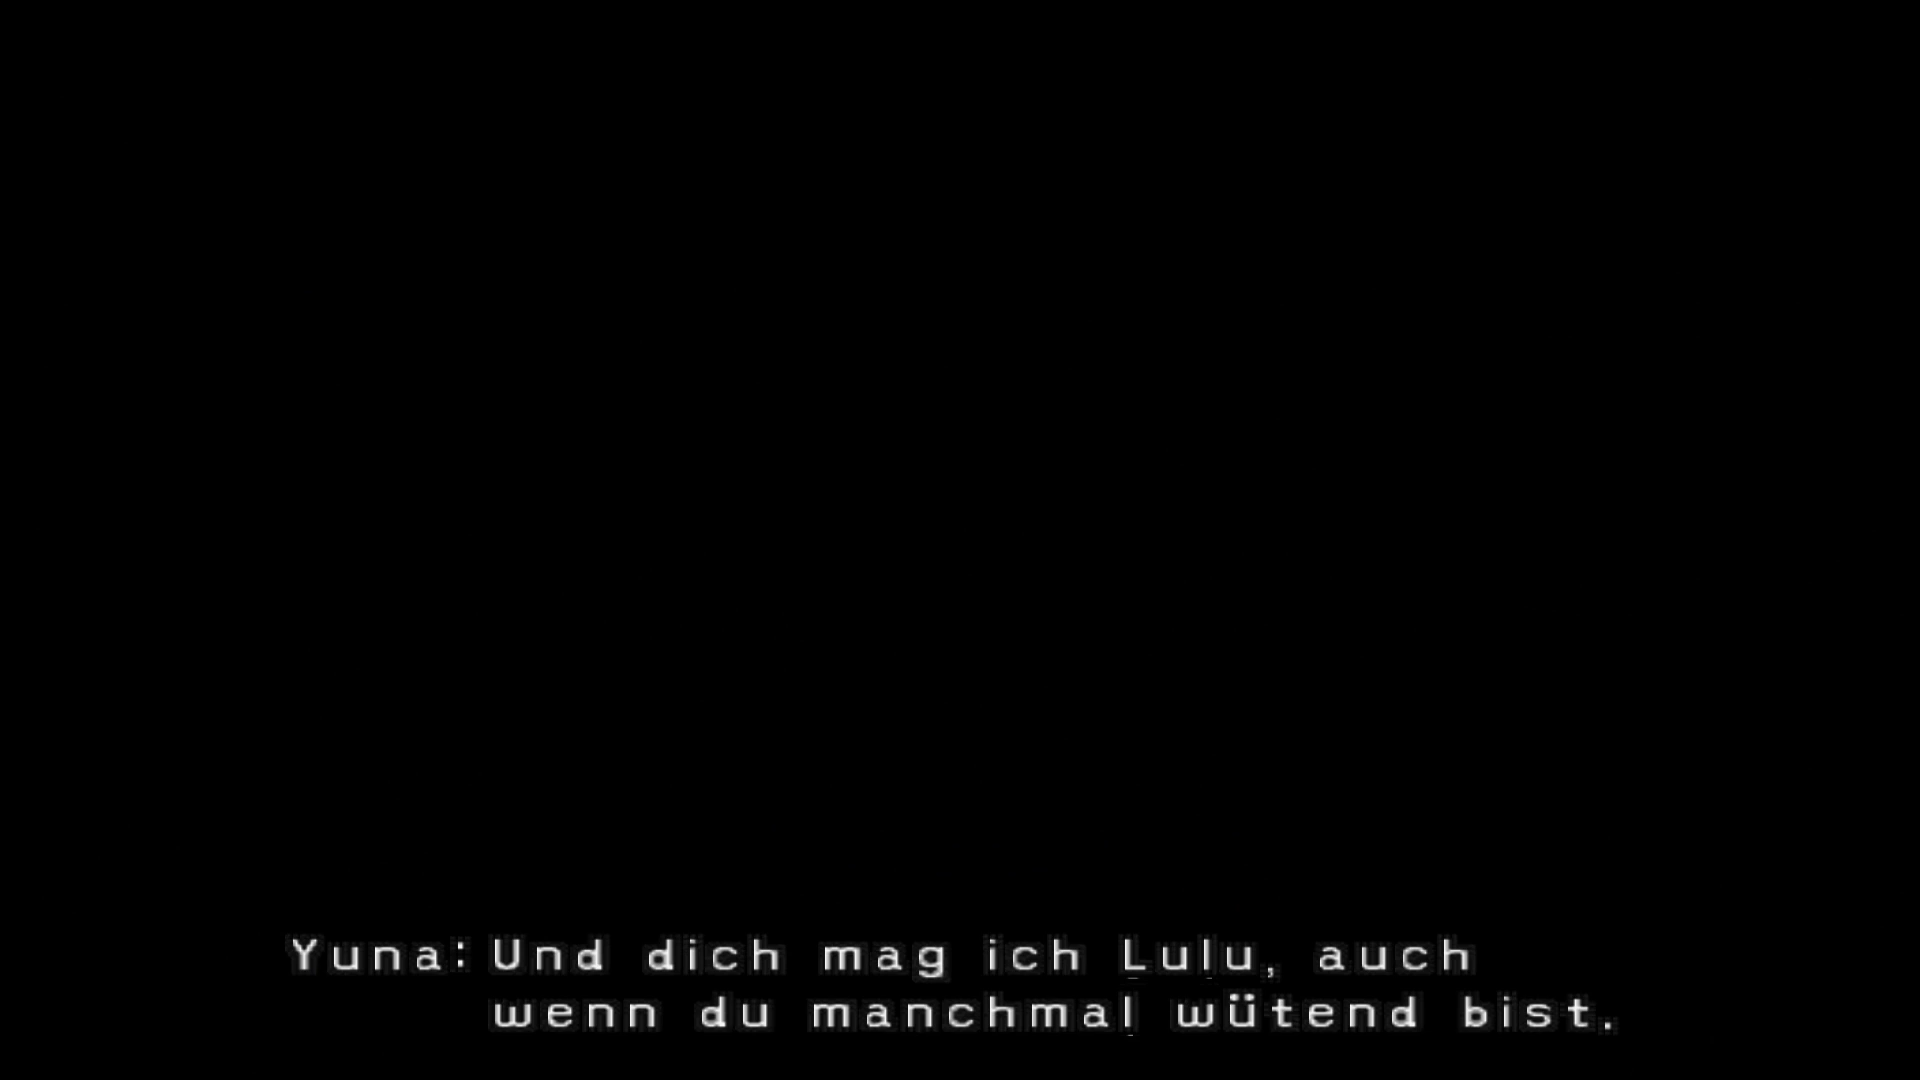 Yuna: Und dich mag ich Lulu, auch
wenn du manchmal wütend bist.